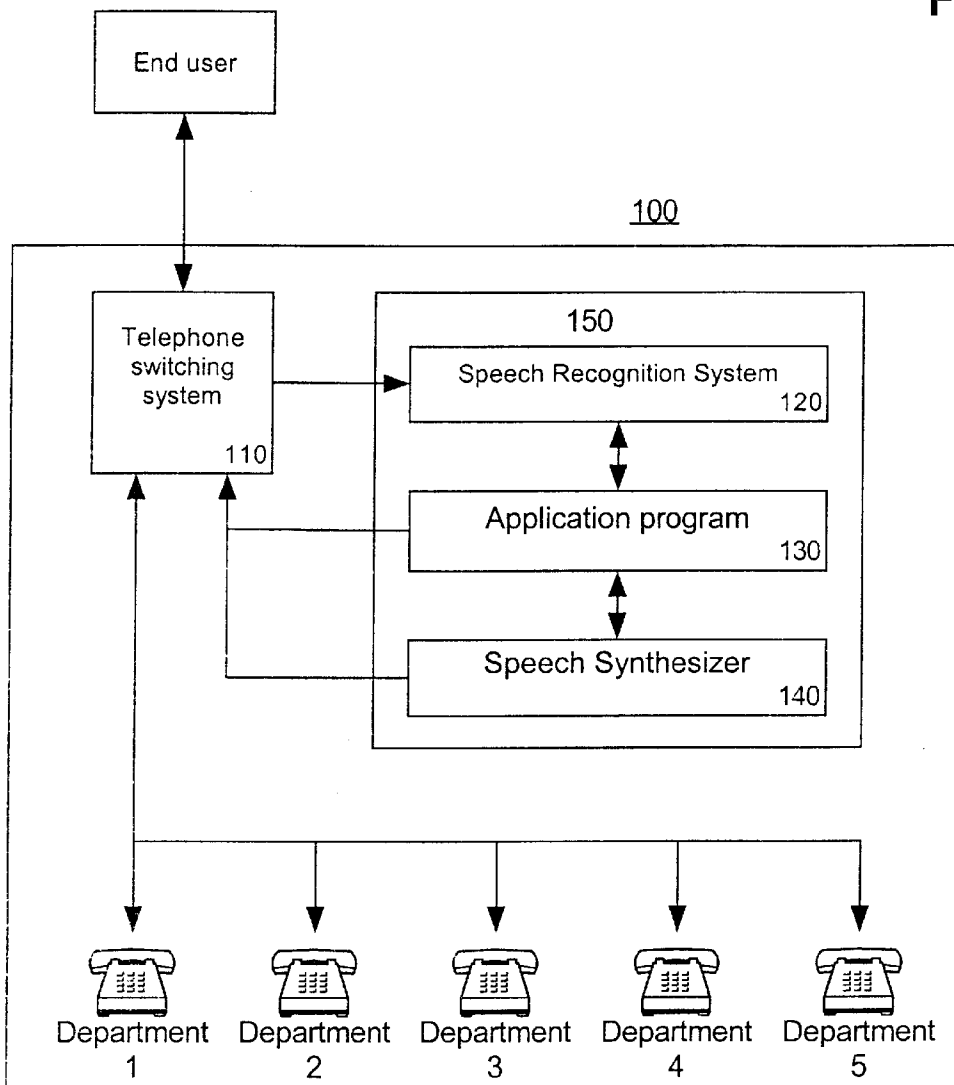 F
End user
100
Telephone
switching
system
110
150
Speech Recognition System
120
Application program
130
Speech Synthesizer
140
Department
1
Department
2
Department
3
Department
4
Department
5